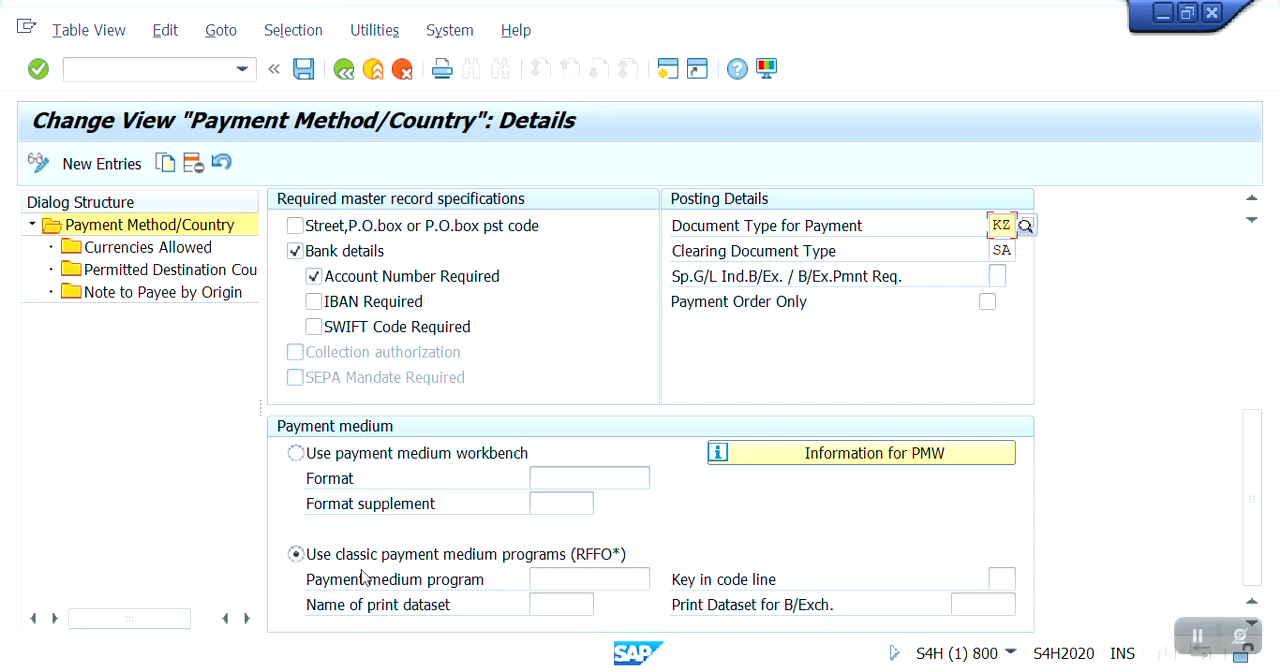 Table View Edit Goto Selection Utilities System Help
Change View "Payment Method/Country": Details
New Entries
Dialog Structure
Payment Method/Country
Currencies Allowed
Permitted Destination Cou
Note to Payee by Origin
Required master record specifications
Street,P.O.box or P.O.box pst code
Bank details
Account Number Required
IBAN Required
SWIFT Code Required
Collection authorization
SEPA Mandate Required
Posting Details
Document Type for Payment KZ
Clearing Document Type SA
Sp.G/L Ind.B/Ex. / B/Ex.Pmnt Req.
Payment Order Only
Payment medium
Use payment medium workbench
Information for PMW
Format
Format supplement
Use classic payment medium programs (RFFO*)
Payment medium program
Key in code line
Name of print dataset
Print Dataset for B/Exch.
SAP
S4H (1) 800 S4H2020 INS